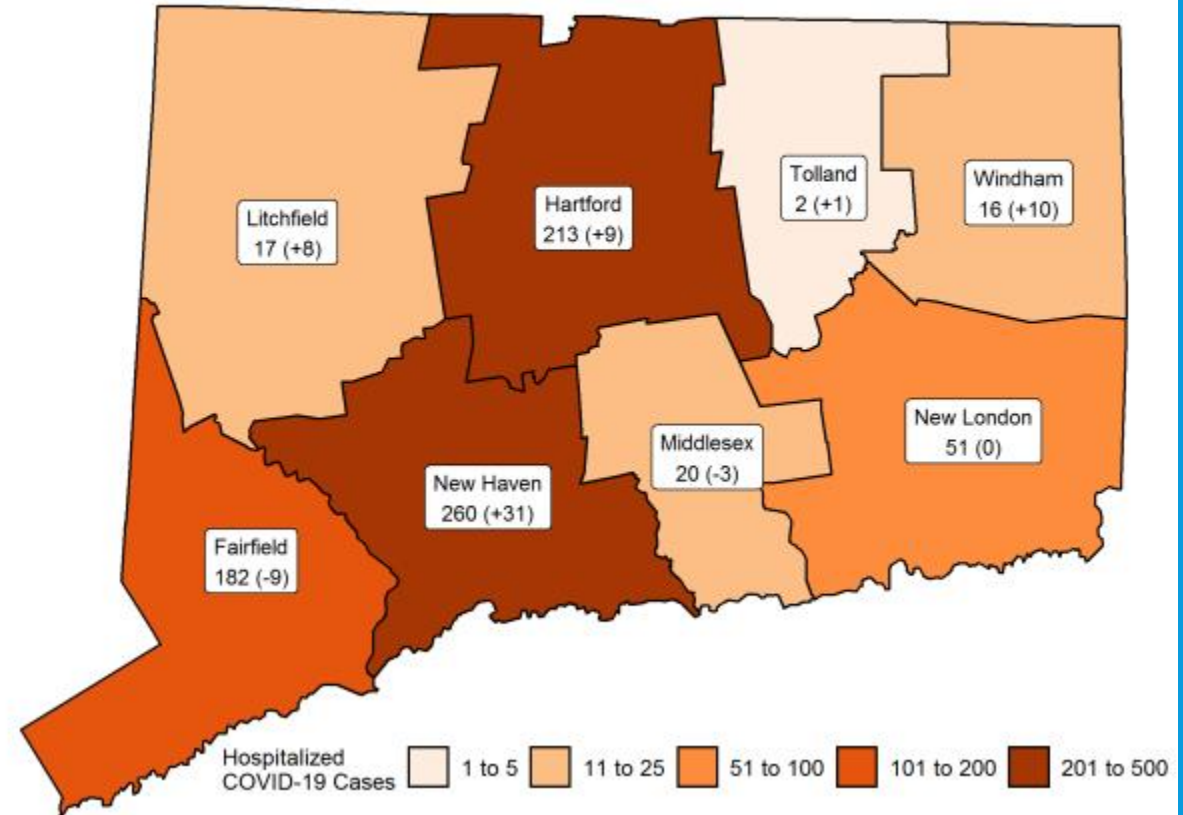 Tolland
2 (+1)
Windham
16 (+10)
Litchfield
17 (+8)
Hartford
213 (+9)
New London
51 (0)
Middlesex
20 (-3)
New Haven
260 (+31)
Fairfield
182 (-9)
Hospitalized
COVID-19 Cases
1 to 5
11 to 25
51 to 100
101 to 200
201 to 500